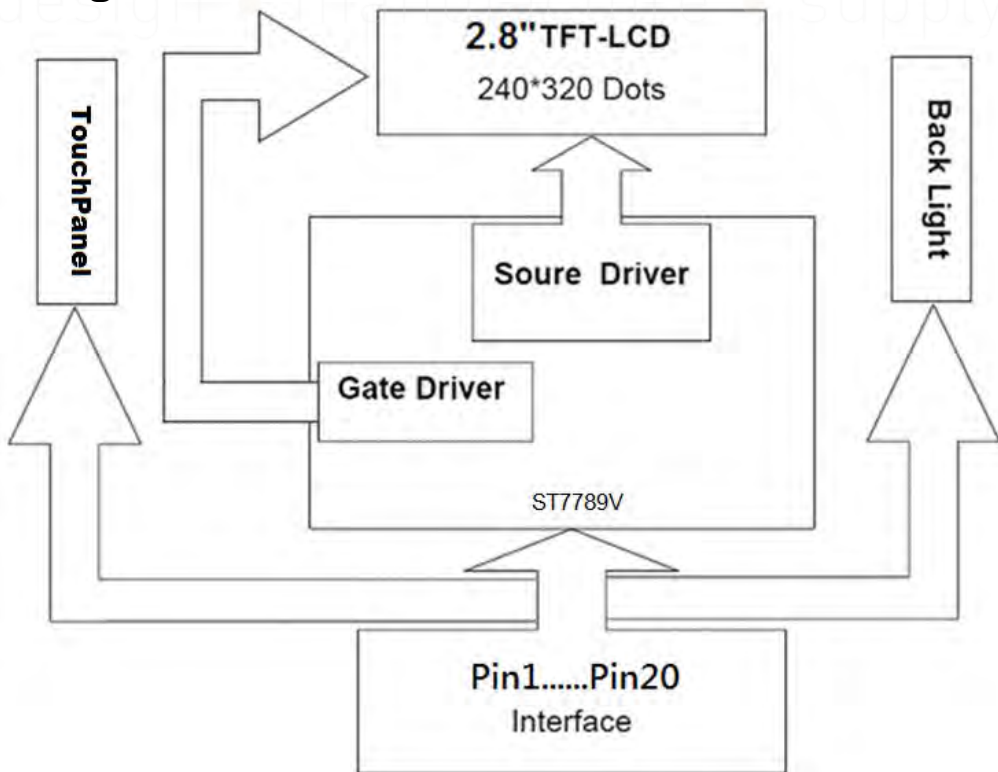 2.8"TFT-LCD
240*320 Dots
TouchPanel
Back Light
Soure Driver
Gate Driver
ST7789V
Pin1......Pin20
Interface